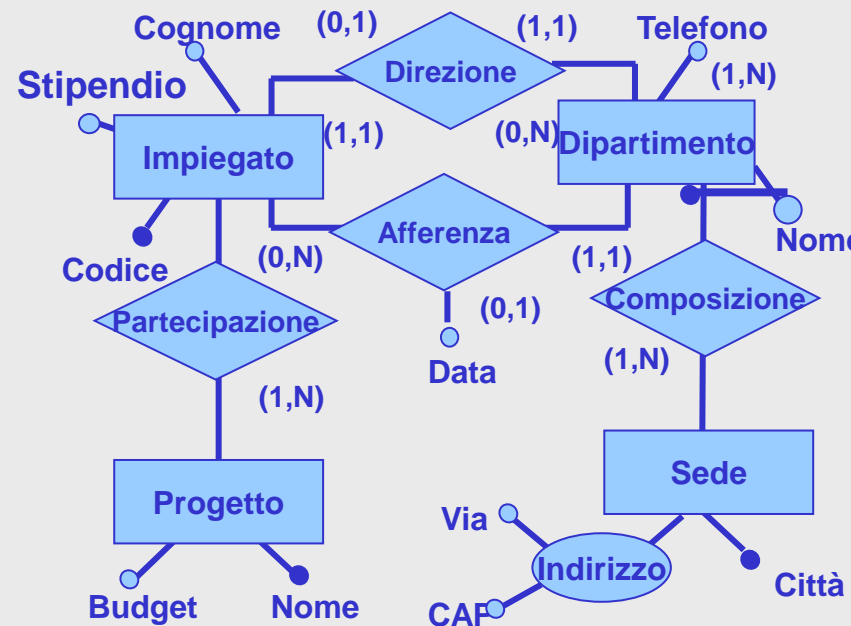 Cognome
(0,1)
(1,1)
Telefono
Direzione
(1,N)
Stipendio
(1,1)
(0,N)
Impiegato
Dipartimento
Afferenza
Nome
Codice
(0,N)
(1,1)
Partecipazione
(0,1)
Composizione
Data
(1,N)
(1,N)
Sede
Progetto
Via
Indirizzo
Città
Budget
Nome
CAP